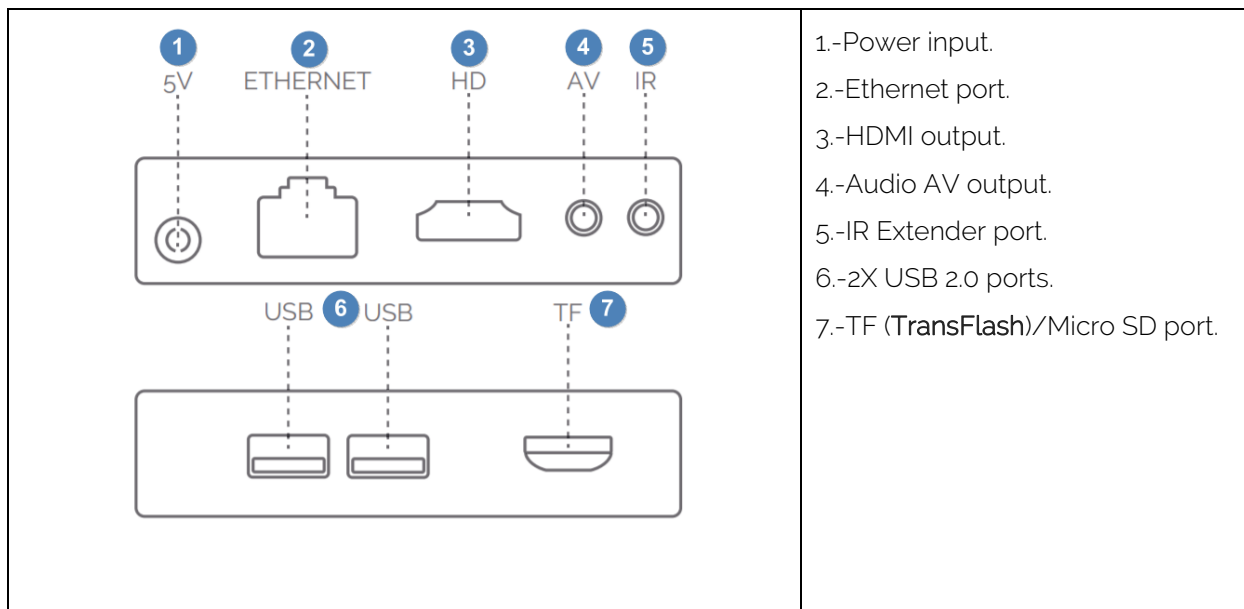 1 2 3 4 5
5V ETHERNET HD AV IR
USB 6 USB TF 7
1.-Power input.
2.-Ethernet port.
3.-HDMI output.
4.-Audio AV output.
5.-IR Extender port.
6.-2X USB 2.0 ports.
7.-TF (TransFlash)/Micro SD port.